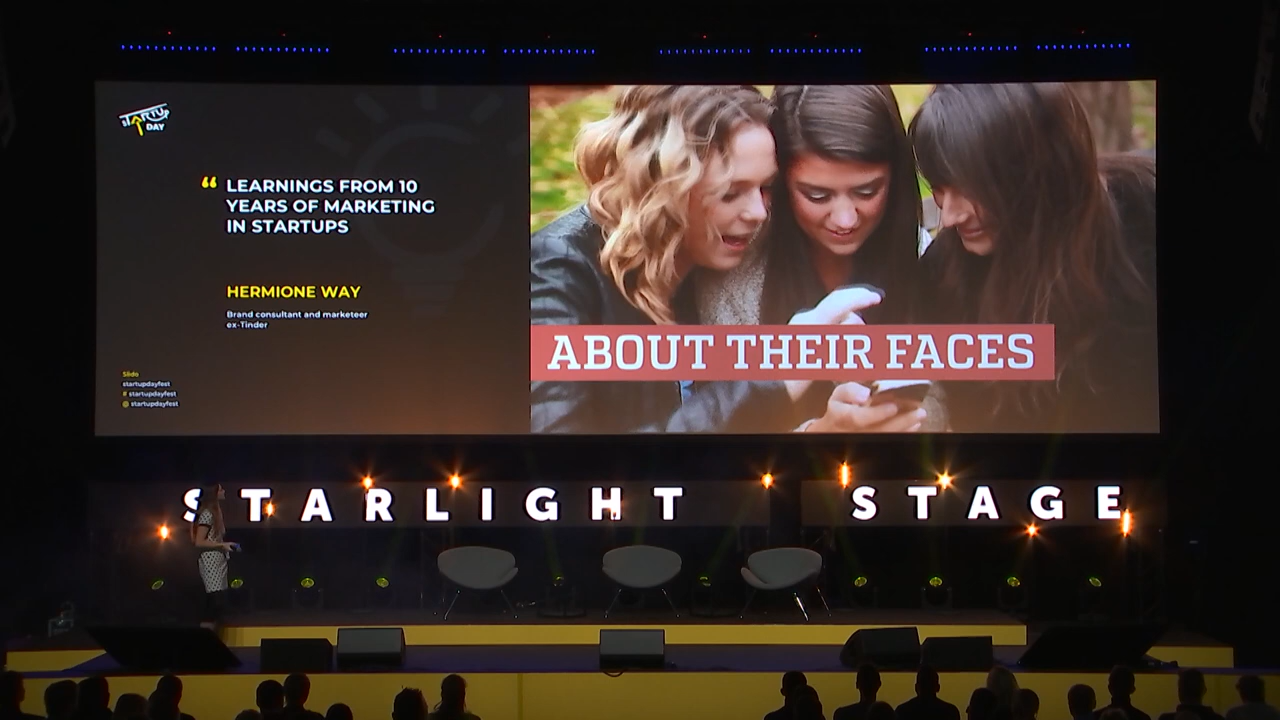 STARTUP
DAY
“ LEARNINGS FROM 10
YEARS OF MARKETING
IN STARTUPS
HERMIONE WAY
Brand consultant and marketeer
ex-Tinder
Slido
startupdayfest
# startupdayfest
@ startupdayfest
ABOUT THEIR FACES
STARLIGHT STAGE